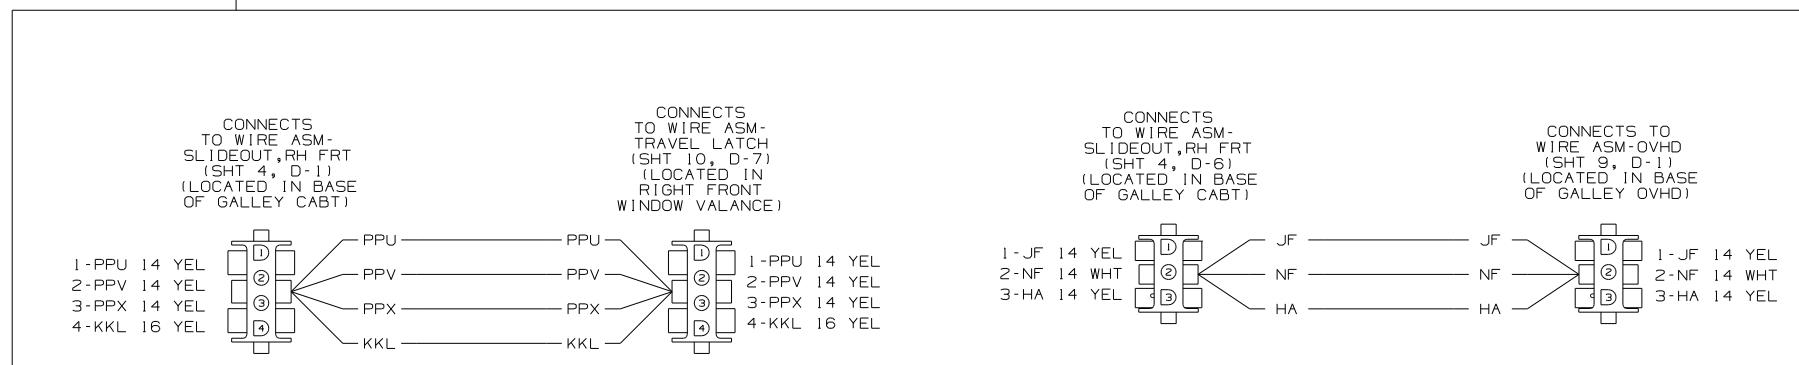 CONNECTS
TO WIRE ASM-
SLIDEOUT,RH FRT
(SHT 4, D-1)
(LOCATED IN BASE
OF GALLEY CABT)
1-PPU 14 YEL
2-PPV 14 YEL
3-PPX 14 YEL
4-KKL 16 YEL
1
2
3
4
PPU
PPV
PPX
KKL
PPU
PPV
PPX
KKL
CONNECTS
TO WIRE ASM-
TRAVEL LATCH
(SHT 10, D-7)
(LOCATED IN
RIGHT FRONT
WINDOW VALANCE)
1
2
3
4
1-PPU 14 YEL
2-PPV 14 YEL
3-PPX 14 YEL
4-KKL 16 YEL
CONNECTS
TO WIRE ASM-
SLIDEOUT,RH FRT
(SHT 4, D-6)
(LOCATED IN BASE
OF GALLEY CABT)
1-JF 14 YEL
2-NF 14 WHT
3-HA 14 YEL
1
2
3
JF
NF
HA
JF
NF
HA
CONNECTS TO
WIRE ASM-OVHD
(SHT 9, D-1)
(LOCATED IN BASE
OF GALLEY OVHD)
1
2
3
1-JF 14 YEL
2-NF 14 WHT
3-HA 14 YEL